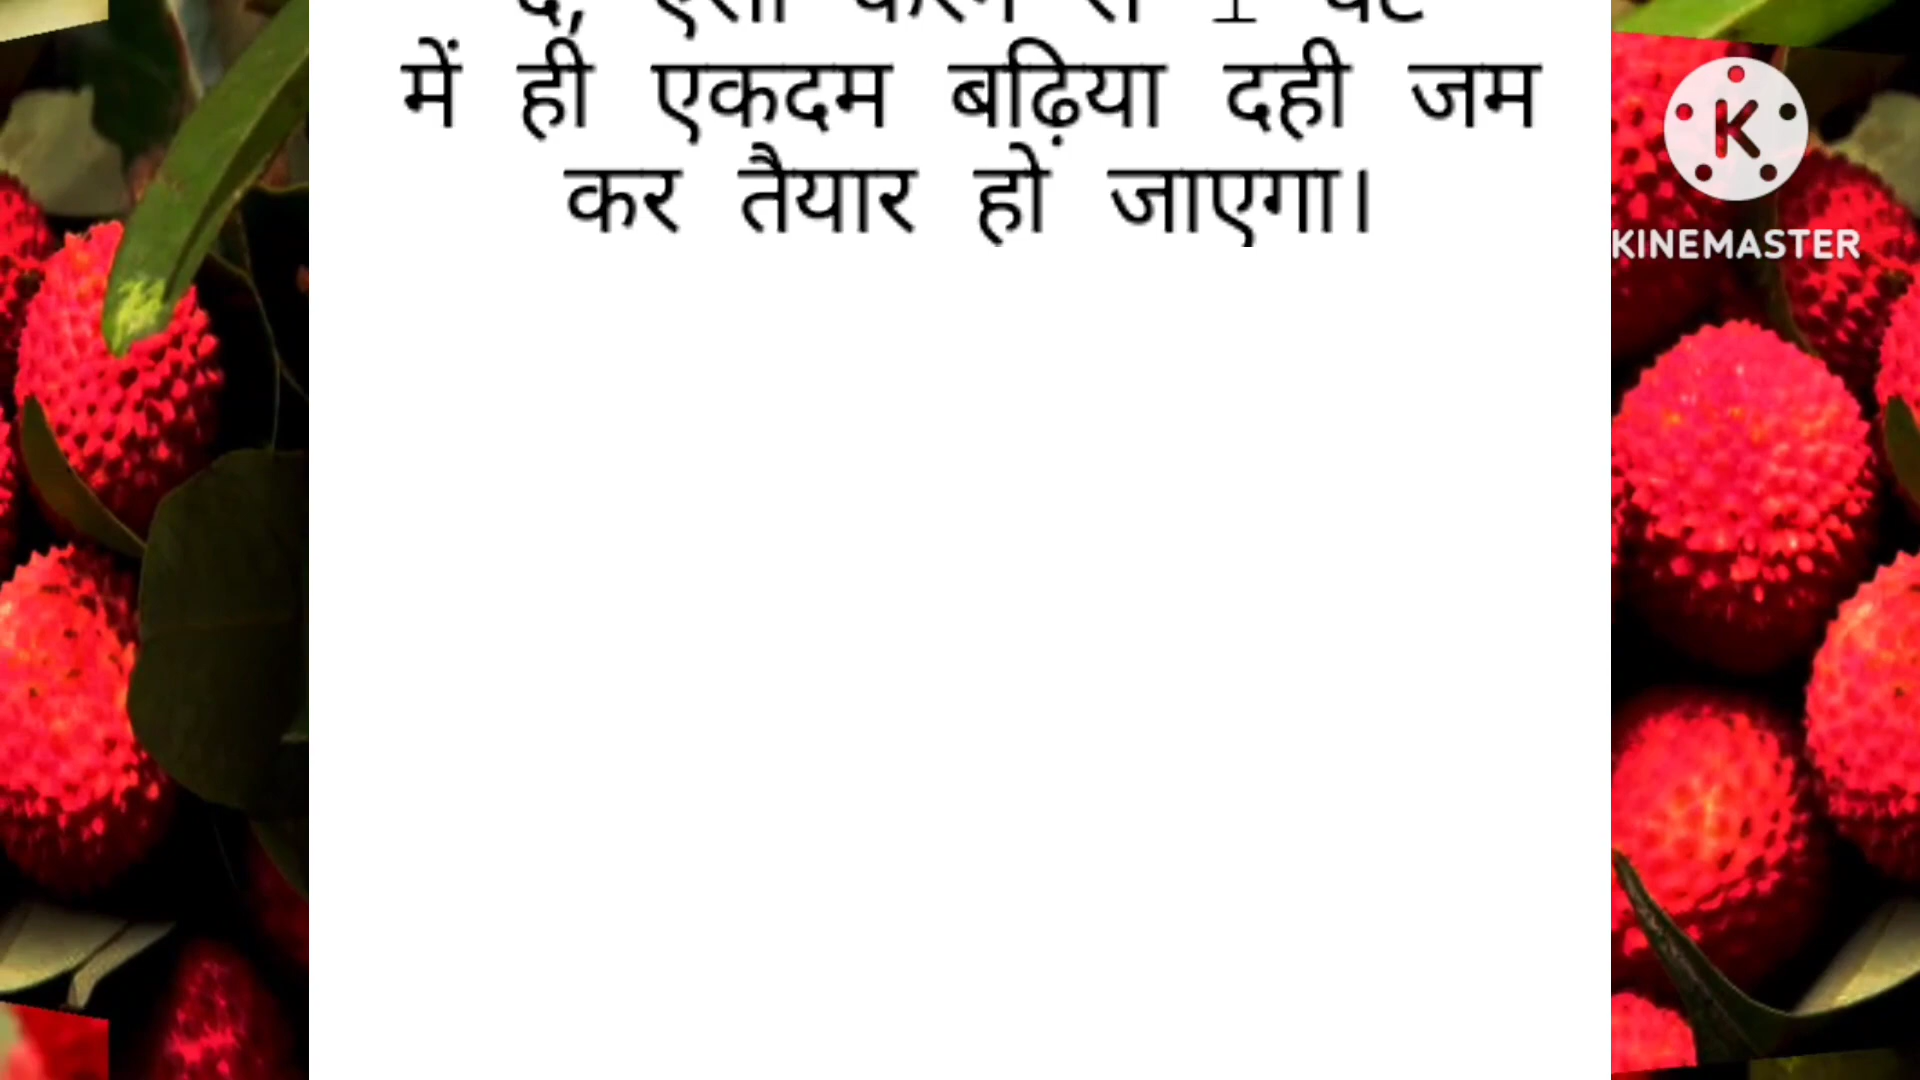 में ही एकदम बढ़िया दही जम
कर तैयार हो जाएगा।
K
KINEMASTER